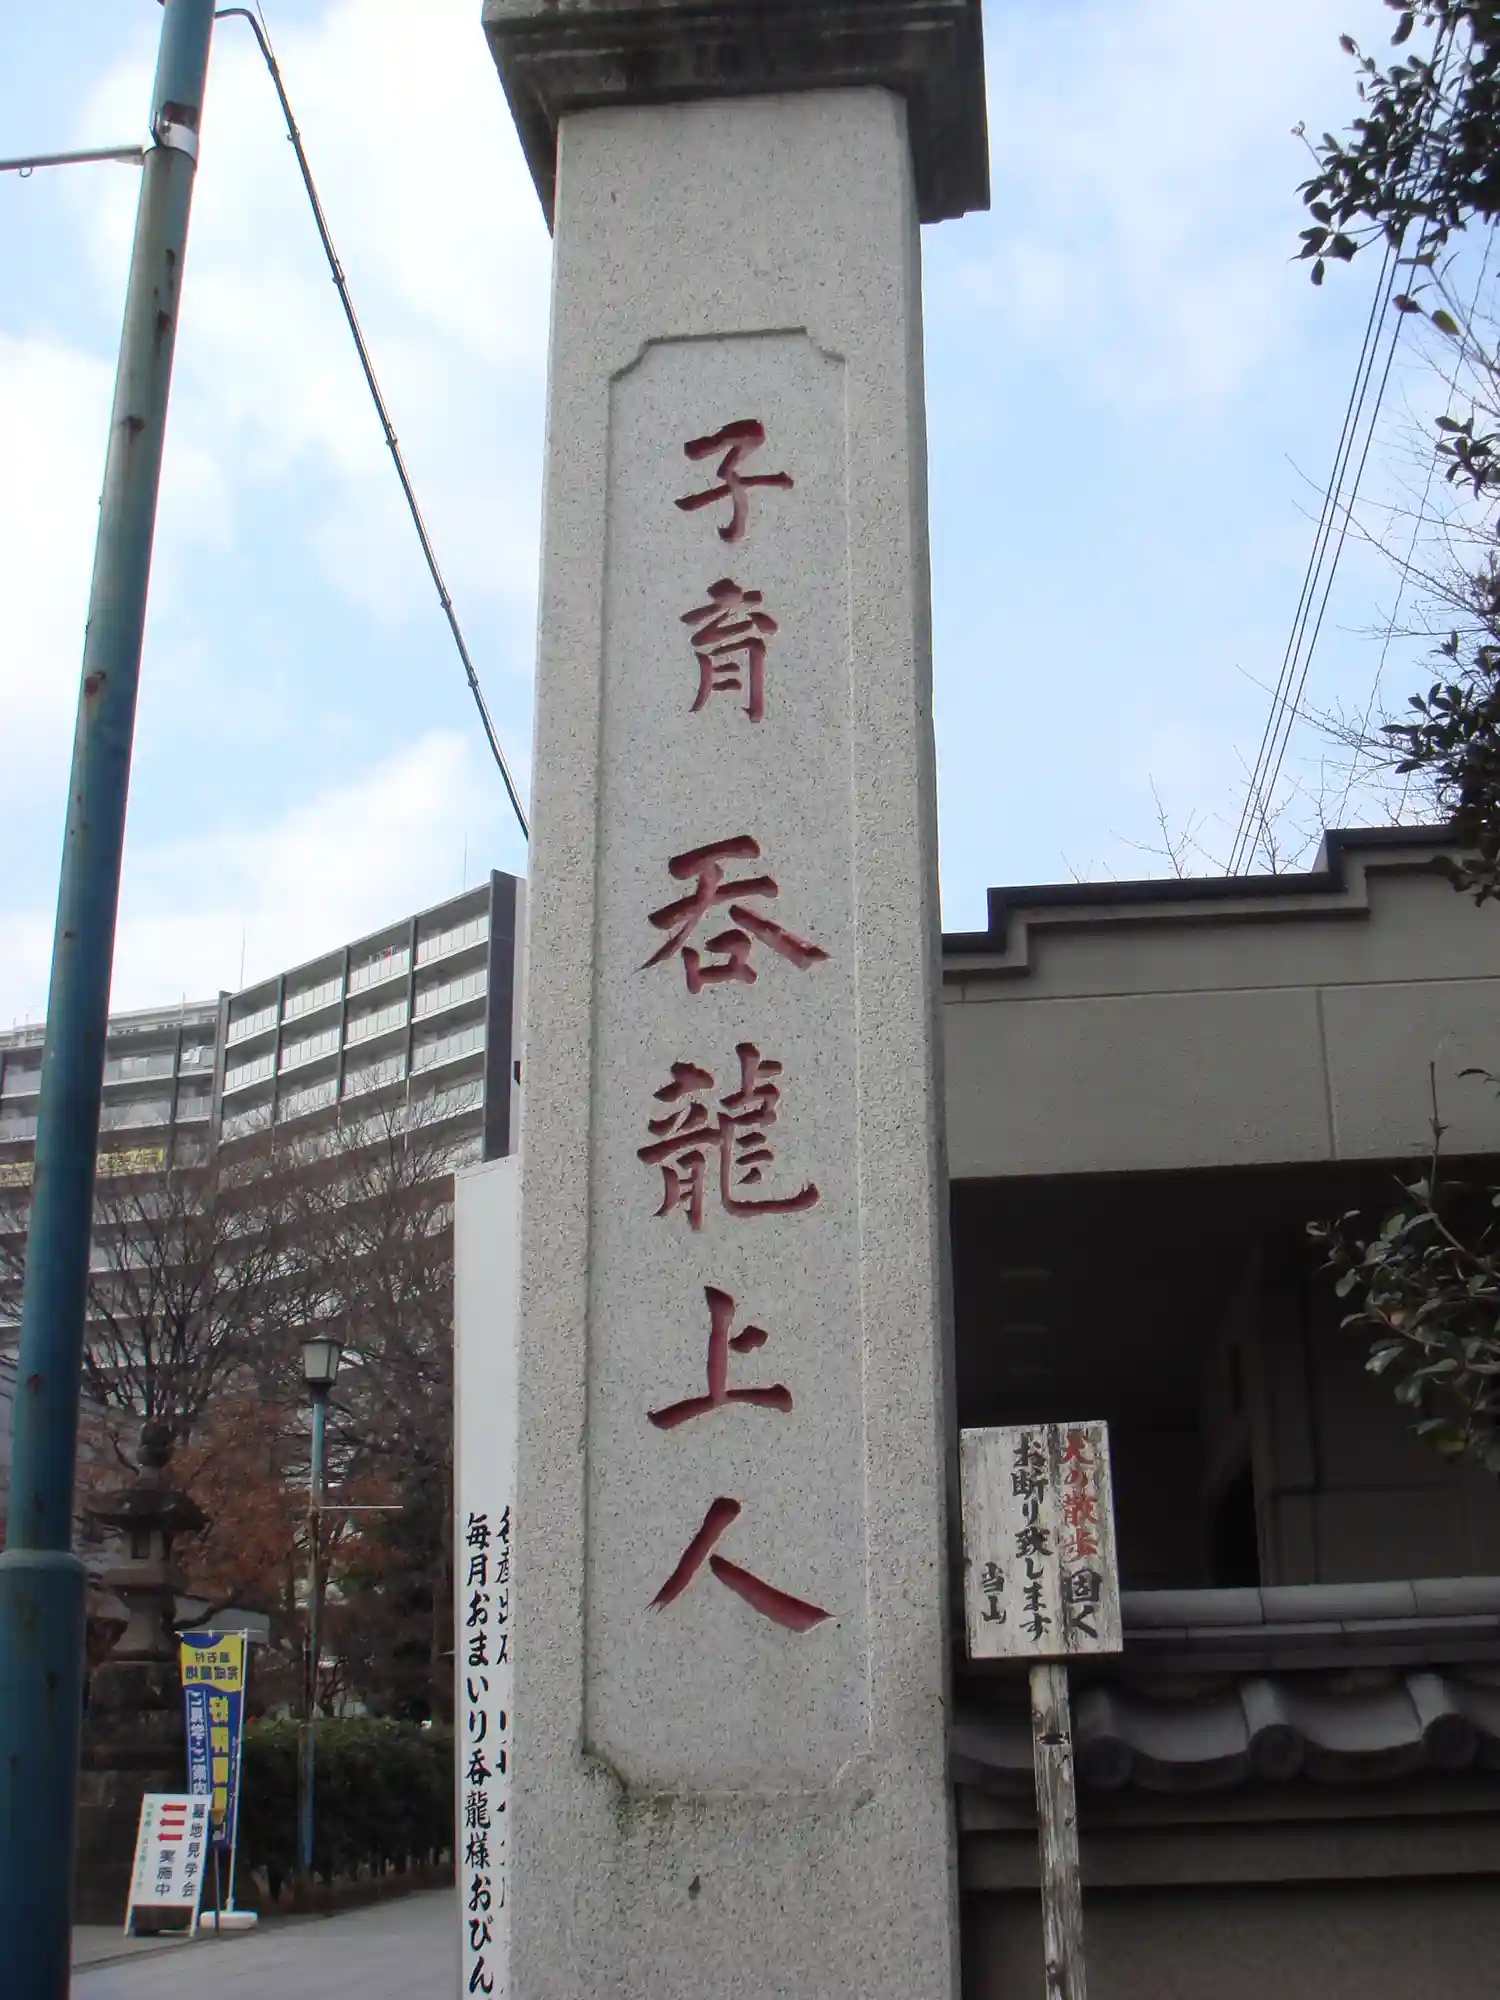 子育呑龍上人
犬の散歩固く
お断り致します
当山
毎月おまいり呑龍様おびん
墓地見学会
実施中